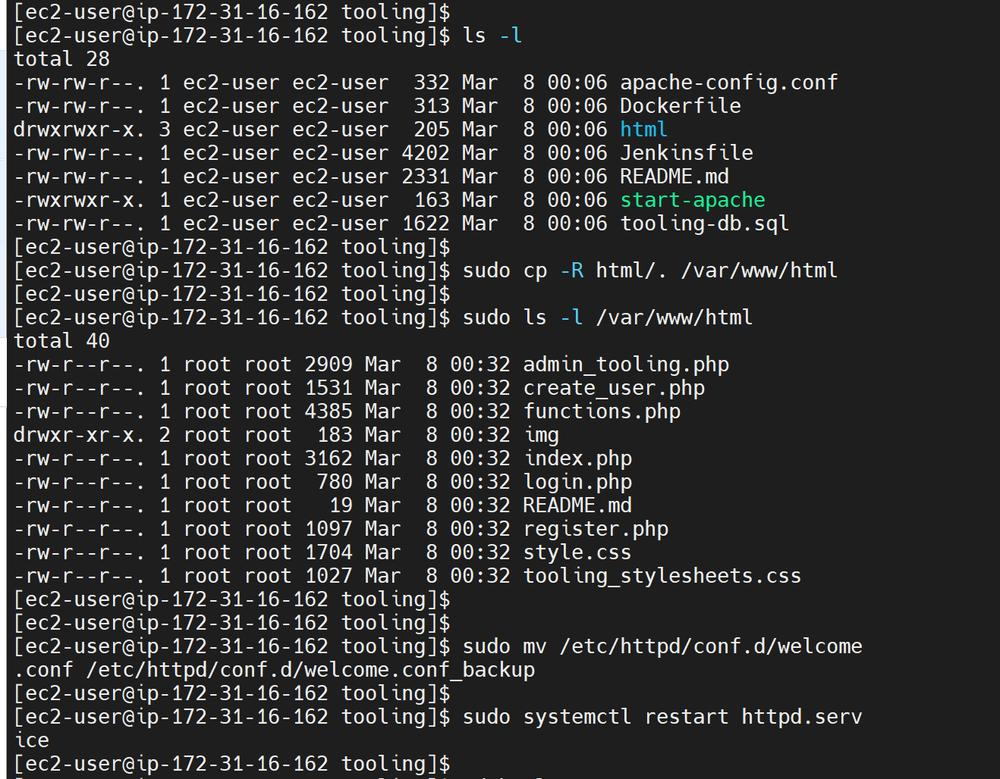 [ec2-user@ip-172-31-16-162 tooling]$
[ec2-user@ip-172-31-16-162 tooling]$ ls -l
total 28
-rw-rw-r--. 1 ec2-user ec2-user  332 Mar  8 00:06 apache-config.conf
-rw-rw-r--. 1 ec2-user ec2-user  313 Mar  8 00:06 Dockerfile
drwxrwxr-x. 3 ec2-user ec2-user  205 Mar  8 00:06 html
-rw-rw-r--. 1 ec2-user ec2-user 4202 Mar  8 00:06 Jenkinsfile
-rw-rw-r--. 1 ec2-user ec2-user 2331 Mar  8 00:06 README.md
-rwxrwxr-x. 1 ec2-user ec2-user  163 Mar  8 00:06 start-apache
-rw-rw-r--. 1 ec2-user ec2-user 1622 Mar  8 00:06 tooling-db.sql
[ec2-user@ip-172-31-16-162 tooling]$
[ec2-user@ip-172-31-16-162 tooling]$ sudo cp -R html/. /var/www/html
[ec2-user@ip-172-31-16-162 tooling]$
[ec2-user@ip-172-31-16-162 tooling]$ sudo ls -l /var/www/html
total 40
-rw-r--r--. 1 root root 2909 Mar  8 00:32 admin_tooling.php
-rw-r--r--. 1 root root 1531 Mar  8 00:32 create_user.php
-rw-r--r--. 1 root root 4385 Mar  8 00:32 functions.php
drwxr-xr-x. 2 root root  183 Mar  8 00:32 img
-rw-r--r--. 1 root root 3162 Mar  8 00:32 index.php
-rw-r--r--. 1 root root  780 Mar  8 00:32 login.php
-rw-r--r--. 1 root root   19 Mar  8 00:32 README.md
-rw-r--r--. 1 root root 1097 Mar  8 00:32 register.php
-rw-r--r--. 1 root root 1704 Mar  8 00:32 style.css
-rw-r--r--. 1 root root 1027 Mar  8 00:32 tooling_stylesheets.css
[ec2-user@ip-172-31-16-162 tooling]$
[ec2-user@ip-172-31-16-162 tooling]$
[ec2-user@ip-172-31-16-162 tooling]$ sudo mv /etc/httpd/conf.d/welcome
.conf /etc/httpd/conf.d/welcome.conf_backup
[ec2-user@ip-172-31-16-162 tooling]$
[ec2-user@ip-172-31-16-162 tooling]$ sudo systemctl restart httpd.serv
ice
[ec2-user@ip-172-31-16-162 tooling]$